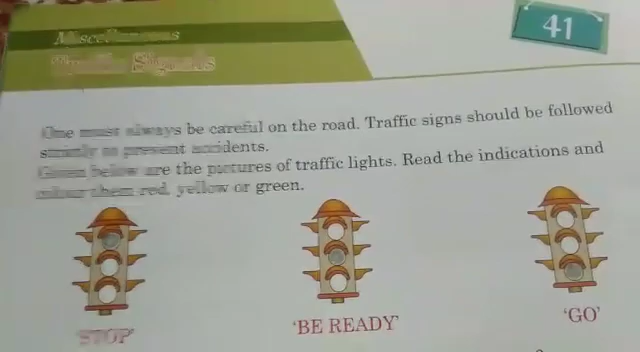 Miscellaneous
41
Traffic Signals
One must always be careful on the road. Traffic signs should be followed
strictly to prevent accidents.
Given below are the pictures of traffic lights. Read the indications and
colour them red, yellow or green.
'STOP'
'BE READY'
'GO'